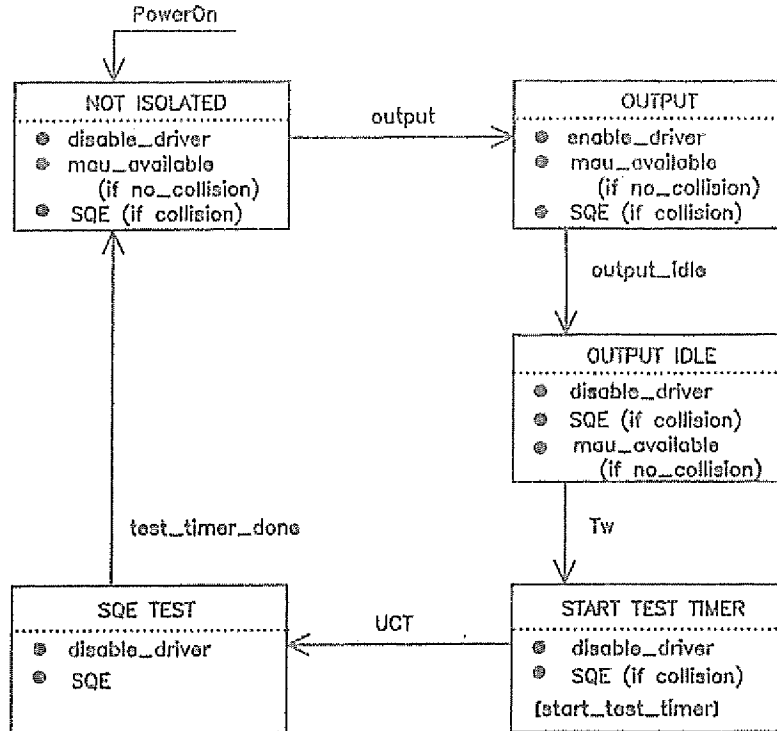 PowerOn
NOT ISOLATED
disable_driver
mau_available
(if no_collision)
SQE (if collision)
output
OUTPUT
enable_driver
mau_available
(if no_collision)
SQE (if collision)
output_idle
OUTPUT IDLE
disable_driver
SQE (if collision)
mau_available
(if no_collision)
Tw
START TEST TIMER
disable_driver
SQE (if collision)
[start_test_timer]
UCT
SQE TEST
disable_driver
SQE
test_timer_done